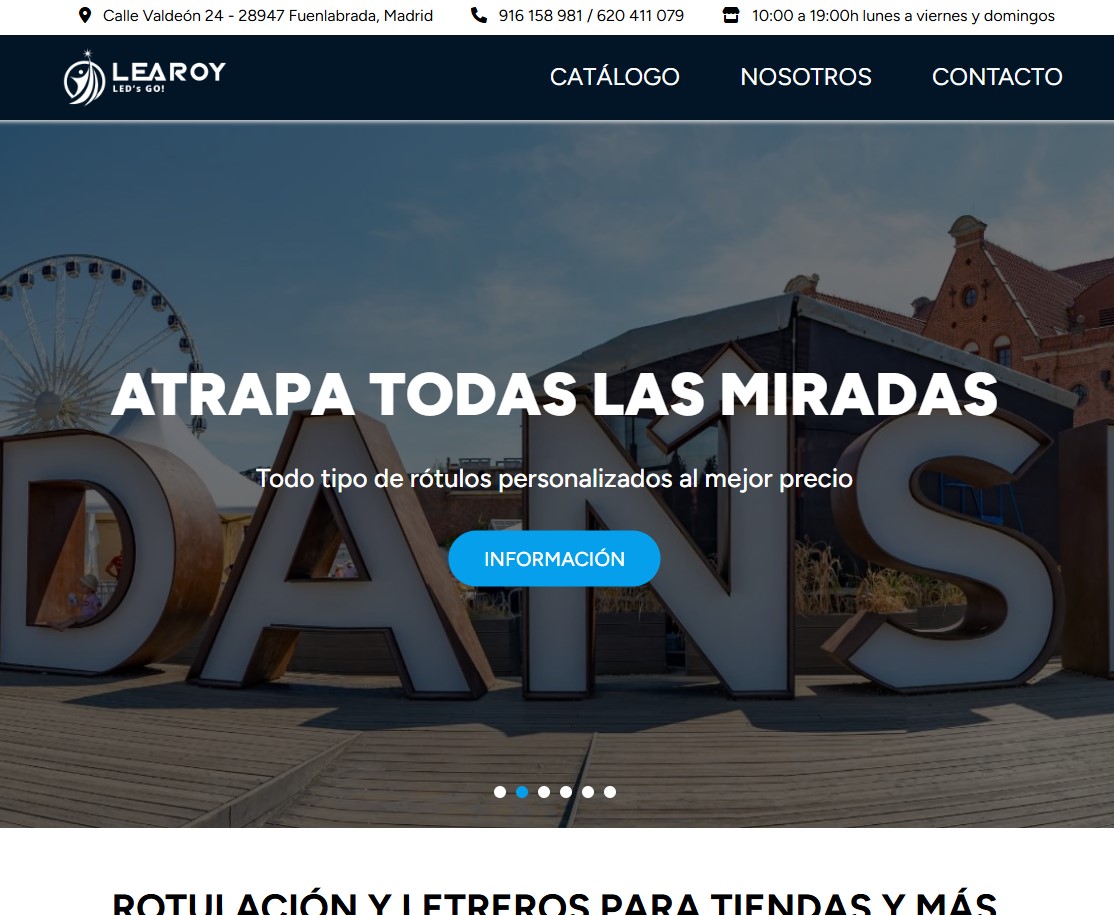 Calle Valdeón 24 - 28947 Fuenlabrada, Madrid
916 158 981 / 620 411 079
10:00 a 19:00h lunes a viernes y domingos
LEAROY
LED's GO!
CATÁLOGO
NOSOTROS
CONTACTO
ATRAPA TODAS LAS MIRADAS
Todo tipo de rótulos personalizados al mejor precio
INFORMACIÓN
DAŃS
ROTULACIÓN Y LETREROS PARA TIENDAS Y MÁS